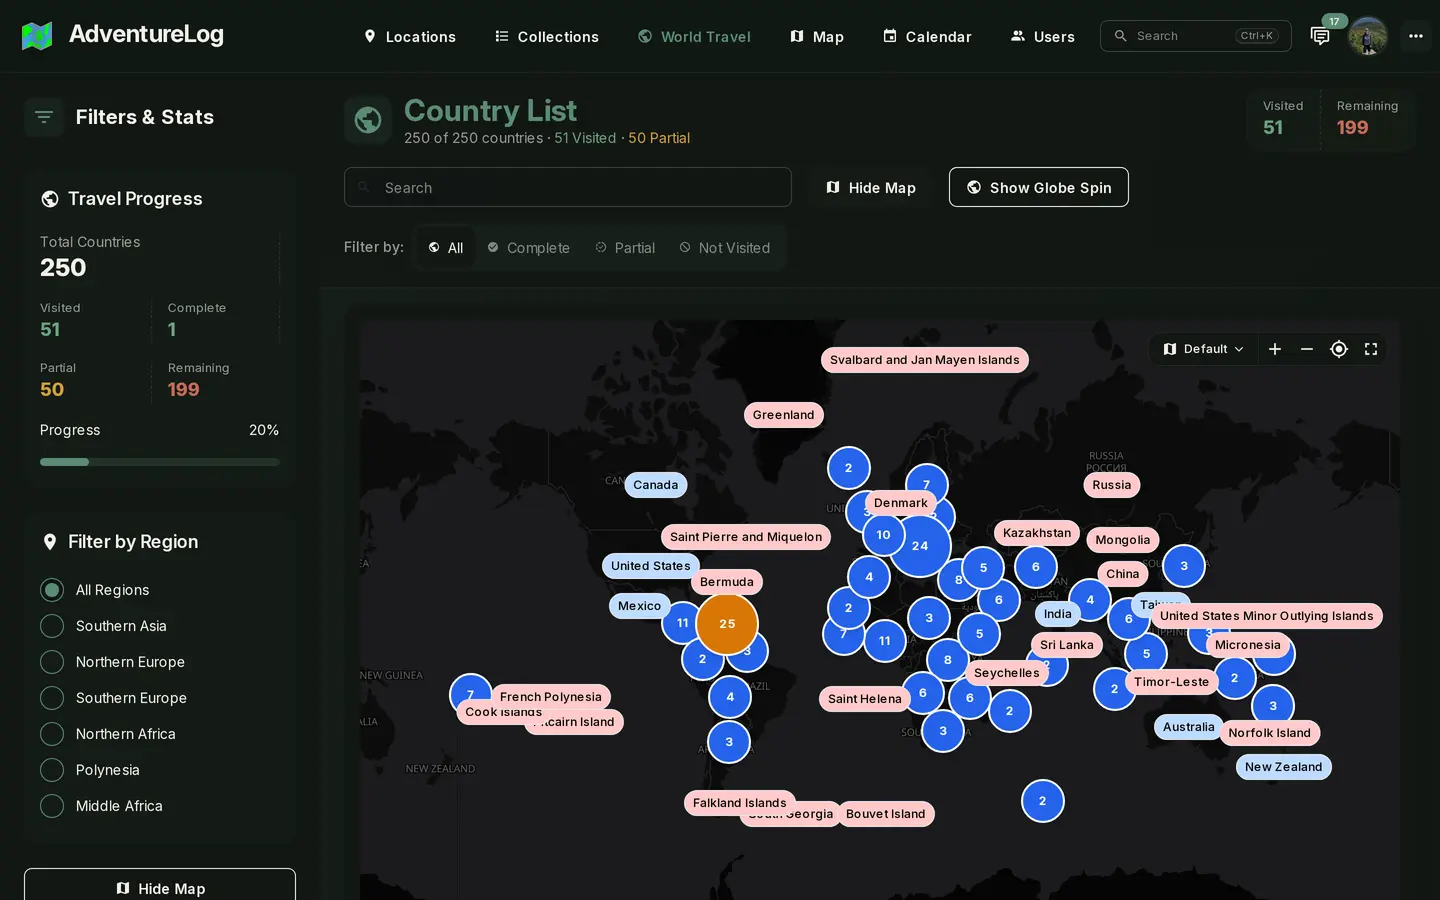 AdventureLog
Locations
Collections
World Travel
Map
Calendar
Users
Search
Ctrl+K
17
Filters & Stats
Country List
250 of 250 countries · 51 Visited · 50 Partial
Visited
51
Remaining
199
Search
Hide Map
Show Globe Spin
Filter by:
All
Complete
Partial
Not Visited
Travel Progress
Total Countries
250
Visited
51
Complete
1
Partial
50
Remaining
199
Progress
20%
Filter by Region
All Regions
Southern Asia
Northern Europe
Southern Europe
Northern Africa
Polynesia
Middle Africa
Hide Map
Default
Svalbard and Jan Mayen Islands
Greenland
RUSSIA
РОССИЯ
Russia
2
7
Canada
Denmark
10
24
Saint Pierre and Miquelon
Kazakhstan
Mongolia
United States
Bermuda
4
8
5
6
China
3
Mexico
11
25
2
3
6
India
4
6
United States Minor Outlying Islands
7
11
5
Sri Lanka
Micronesia
2
8
5
NEW GUINEA
7
French Polynesia
Cook Islands
4
Saint Helena
6
Seychelles
6
2
2
Timor-Leste
2
3
3
3
Australia
Norfolk Island
NEW ZEALAND
New Zealand
Falkland Islands
South Georgia
Bouvet Island
2